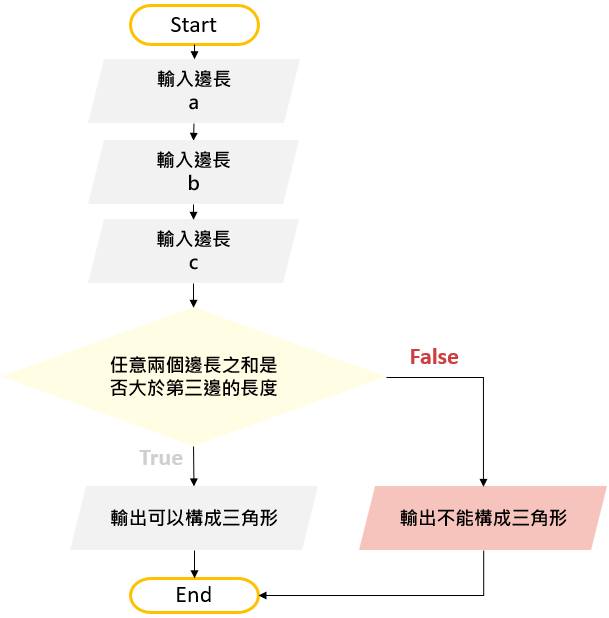 Start
輸入邊長
a
輸入邊長
b
輸入邊長
c
任意兩個邊長之和是
否大於第三邊的長度
False
True
輸出可以構成三角形
輸出不能構成三角形
End